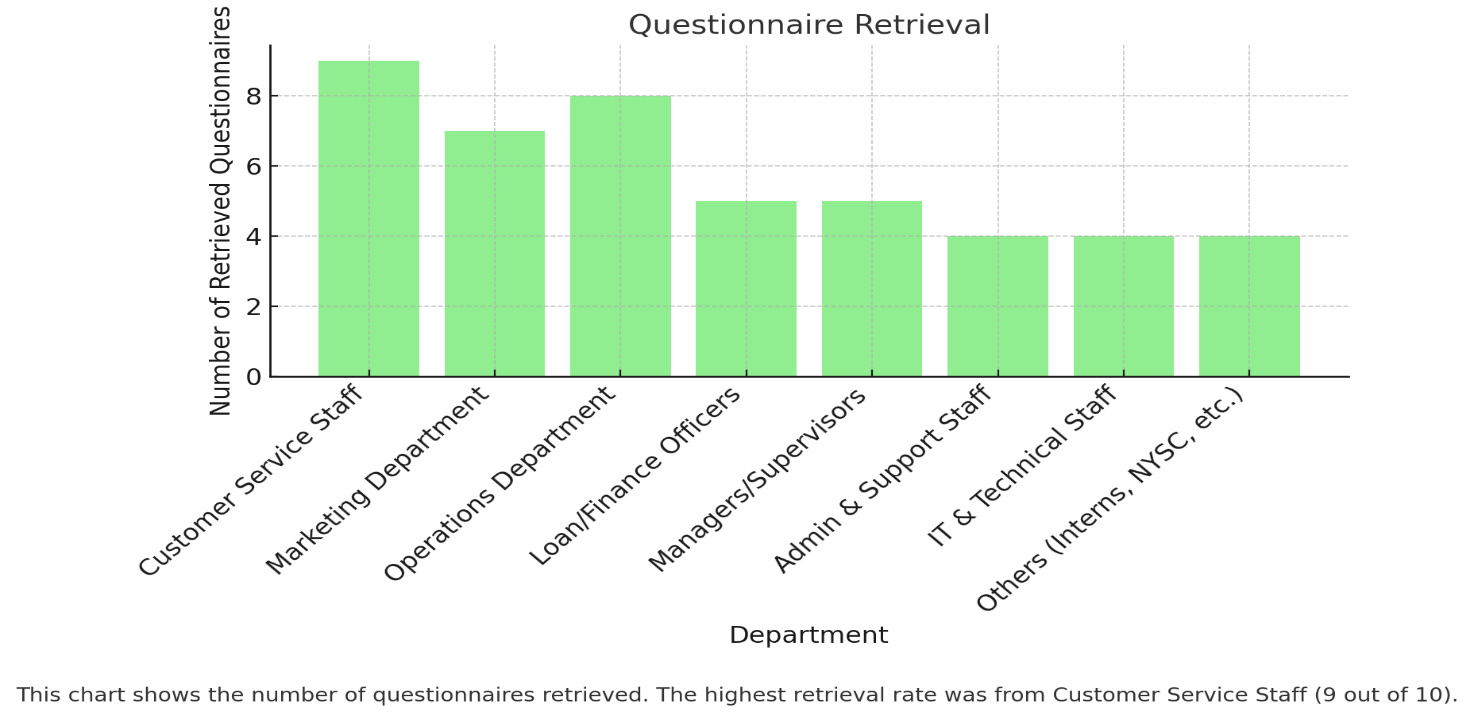 Questionnaire Retrieval
Number of Retrieved Questionnaires
8
6
4
2
0
Customer Service Staff
Marketing Department
Operations Department
Loan/Finance Officers
Managers/Supervisors
Admin & Support Staff
IT & Technical Staff
Others (Interns, NYSC, etc.)
Department
This chart shows the number of questionnaires retrieved. The highest retrieval rate was from Customer Service Staff (9 out of 10).